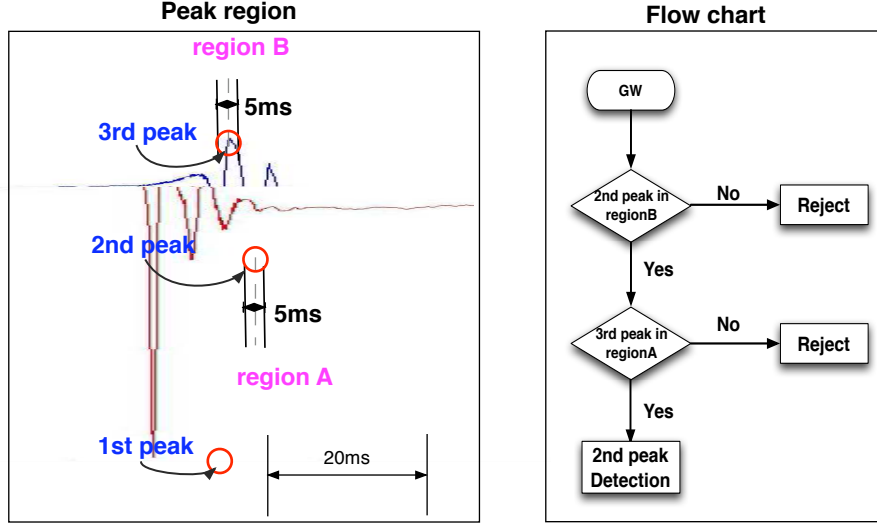 Peak region
region B
5ms
3rd peak
2nd peak
5ms
region A
1st peak
20ms
Flow chart
GW
2nd peak in
regionB
No
Reject
Yes
3rd peak in
regionA
No
Reject
Yes
2nd peak
Detection